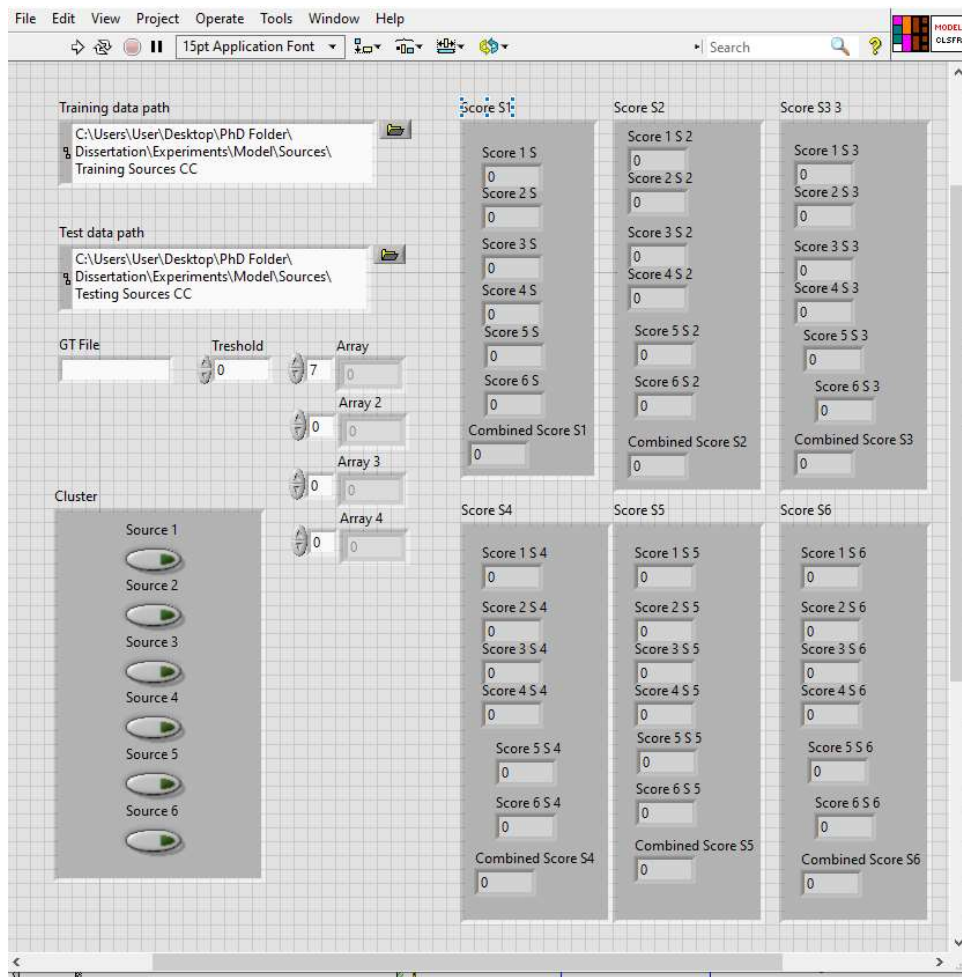 File Edit View Project Operate Tools Window Help
15pt Application Font
Search
MODEL
CLSFR
Training data path
C:\Users\User\Desktop\PhD Folder\
Dissertation\Experiments\Model\Sources\
Training Sources CC
Test data path
C:\Users\User\Desktop\PhD Folder\
Dissertation\Experiments\Model\Sources\
Testing Sources CC
GT File
Treshold
0
Array
7
0
Array 2
0
0
Array 3
0
0
Array 4
0
0
Cluster
Source 1
Source 2
Source 3
Source 4
Source 5
Source 6
Score S1
Score 1 S
0
Score 2 S
0
Score 3 S
0
Score 4 S
0
Score 5 S
0
Score 6 S
0
Combined Score S1
0
Score S2
Score 1 S 2
0
Score 2 S 2
0
Score 3 S 2
0
Score 4 S 2
0
Score 5 S 2
0
Score 6 S 2
0
Combined Score S2
0
Score S3 3
Score 1 S 3
0
Score 2 S 3
0
Score 3 S 3
0
Score 4 S 3
0
Score 5 S 3
0
Score 6 S 3
0
Combined Score S3
0
Score S4
Score 1 S 4
0
Score 2 S 4
0
Score 3 S 4
0
Score 4 S 4
0
Score 5 S 4
0
Score 6 S 4
0
Combined Score S4
0
Score S5
Score 1 S 5
0
Score 2 S 5
0
Score 3 S 5
0
Score 4 S 5
0
Score 5 S 5
0
Score 6 S 5
0
Combined Score S5
0
Score S6
Score 1 S 6
0
Score 2 S 6
0
Score 3 S 6
0
Score 4 S 6
0
Score 5 S 6
0
Score 6 S 6
0
Combined Score S6
0